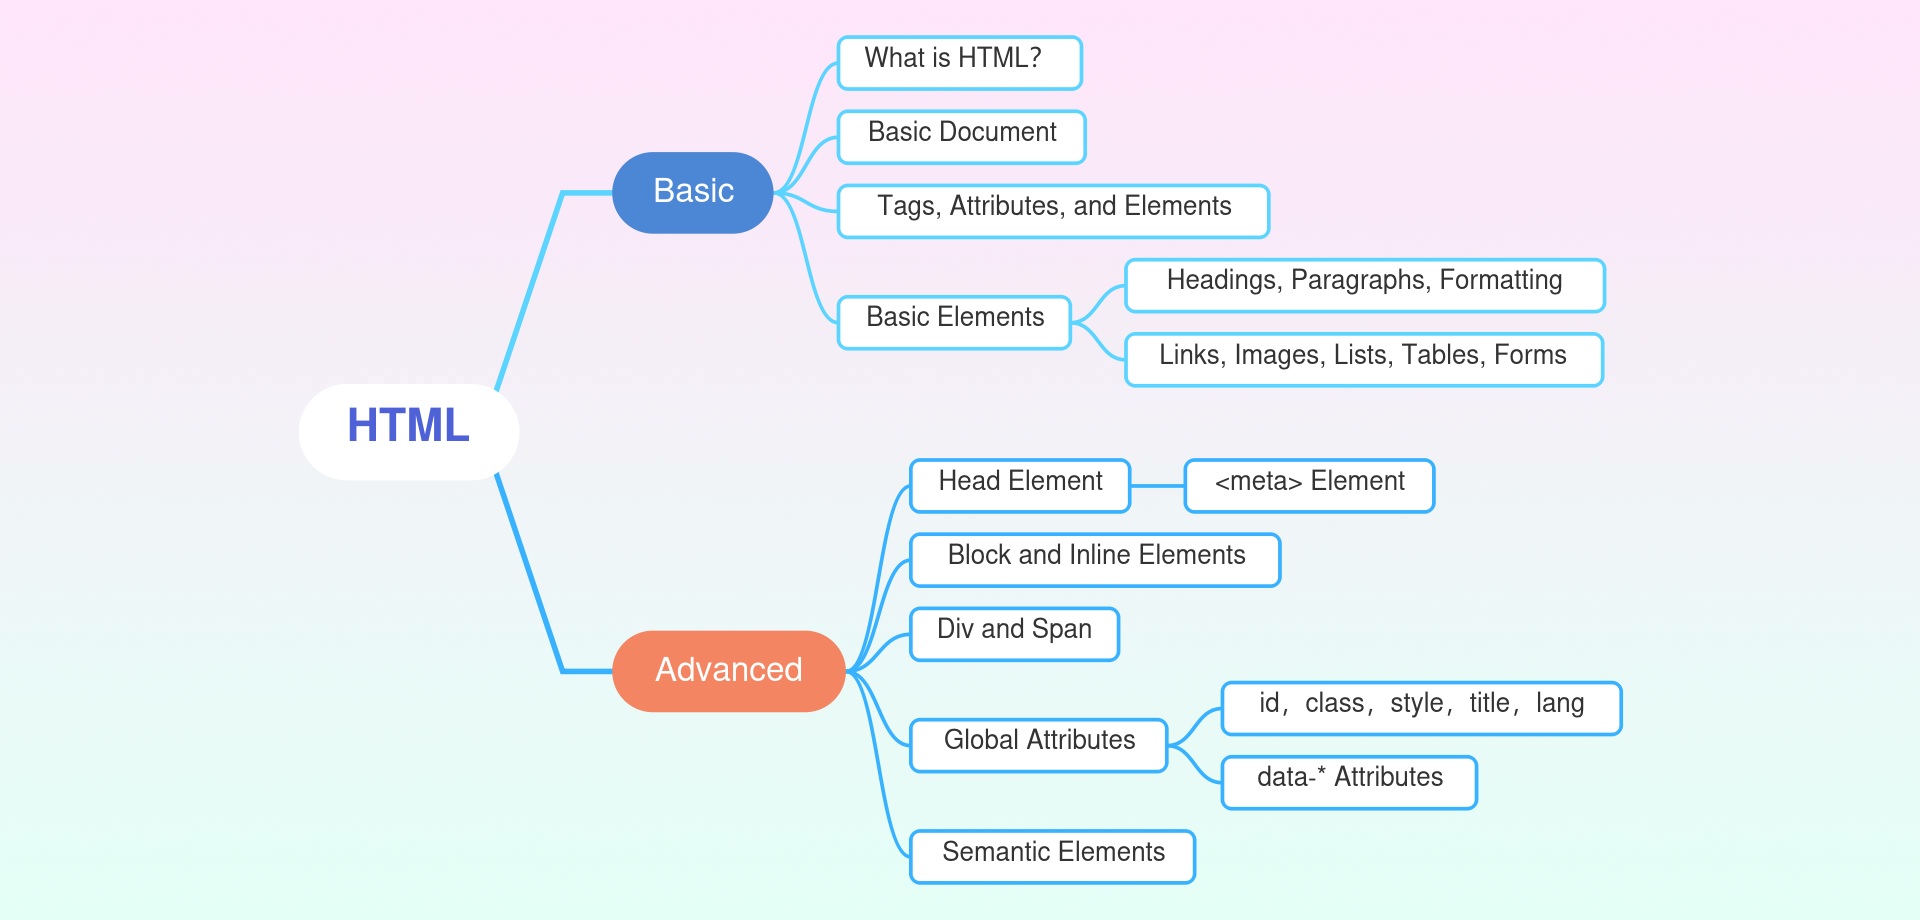 HTML
Basic
What is HTML?
Basic Document
Tags, Attributes, and Elements
Basic Elements
Headings, Paragraphs, Formatting
Links, Images, Lists, Tables, Forms
Advanced
Head Element
<meta> Element
Block and Inline Elements
Div and Span
Global Attributes
id，class，style，title，lang
data-* Attributes
Semantic Elements